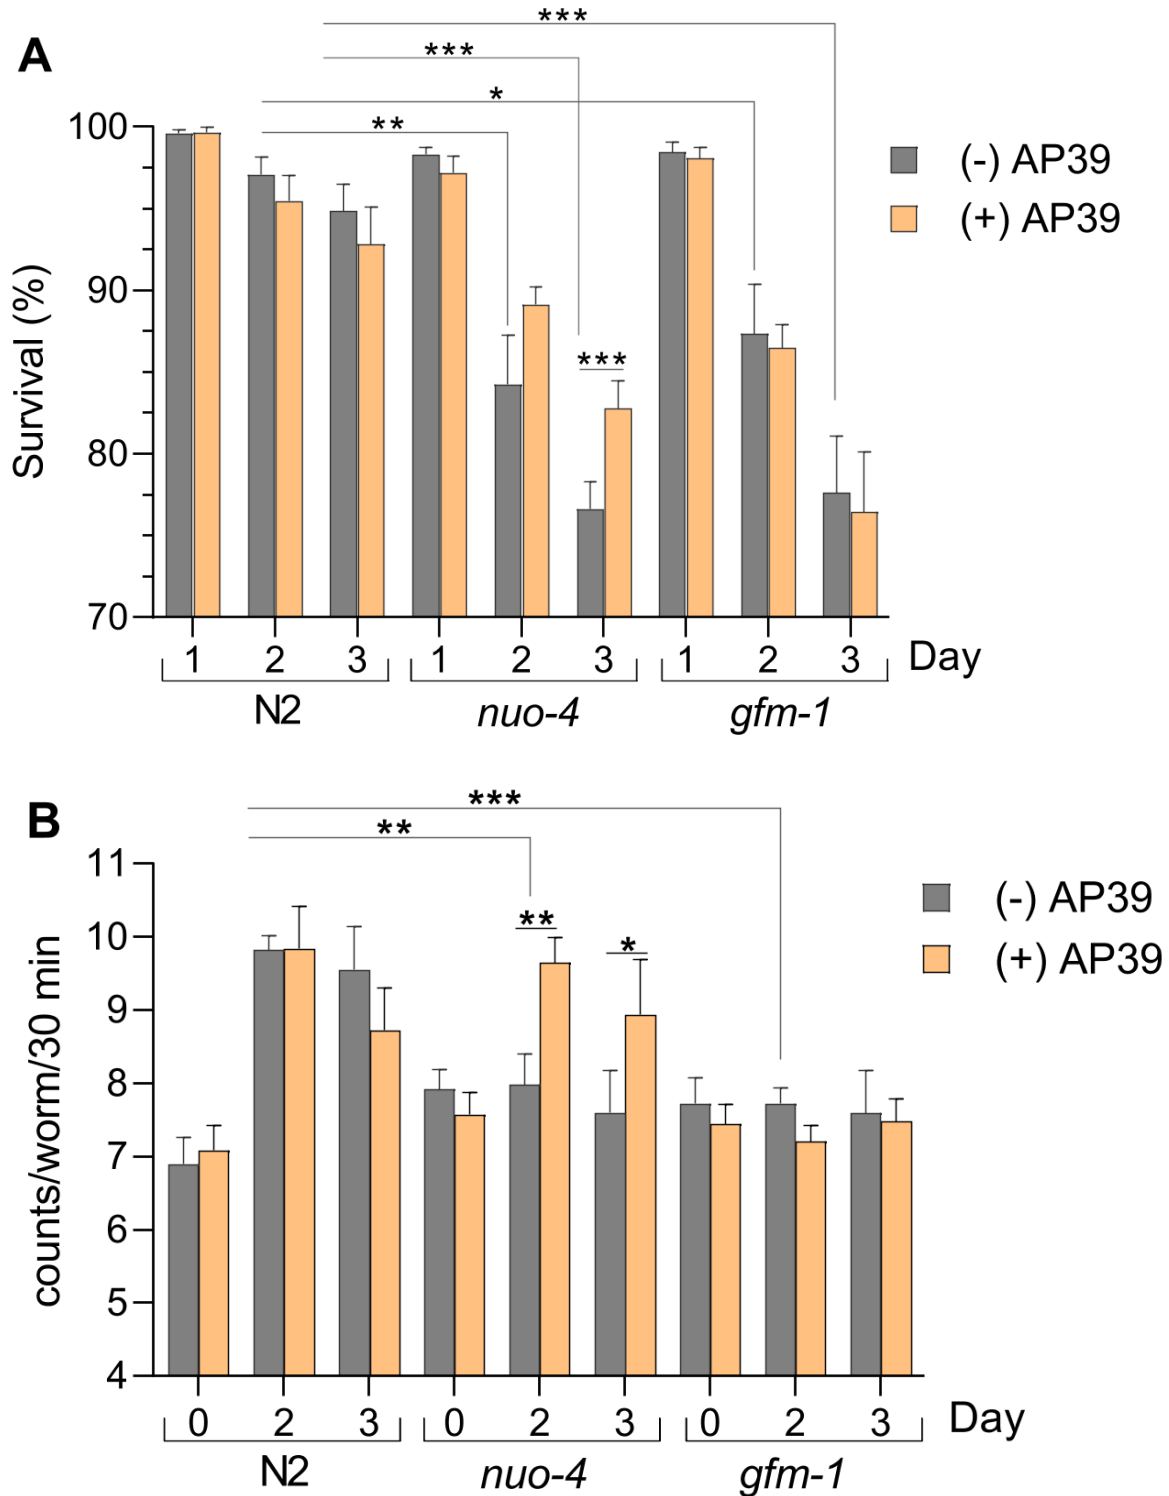 A
***
***
*
**
100
90
80
70
Survival (%)
(-) AP39
(+) AP39
***
1 2 3 1 2 3 1 2 3 Day
N2 nuo-4 gfm-1
B
***
**
11
10
9
8
7
6
5
4
counts/worm/30 min
(-) AP39
(+) AP39
**
*
0 2 3 0 2 3 0 2 3 Day
N2 nuo-4 gfm-1